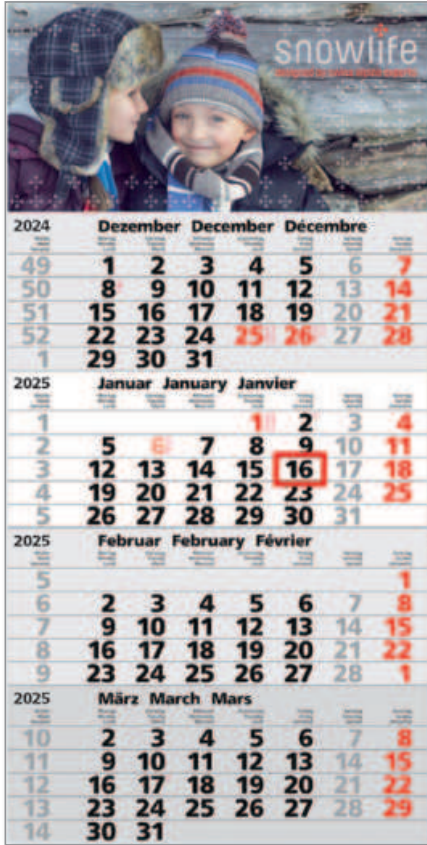 snowlife
2024 Dezember December Décembre
49 1 2 3 4 5 6 7
50 8 9 10 11 12 13 14
51 15 16 17 18 19 20 21
52 22 23 24 25 26 27 28
1 29 30 31
2025 Januar January Janvier
1 1 2 3 4
2 5 6 7 8 9 10 11
3 12 13 14 15 16 17 18
4 19 20 21 22 23 24 25
5 26 27 28 29 30 31
2025 Februar February Février
5 1
6 2 3 4 5 6 7 8
7 9 10 11 12 13 14 15
8 16 17 18 19 20 21 22
9 23 24 25 26 27 28 1
2025 März March Mars
10 2 3 4 5 6 7 8
11 9 10 11 12 13 14 15
12 16 17 18 19 20 21 22
13 23 24 25 26 27 28 29
14 30 31